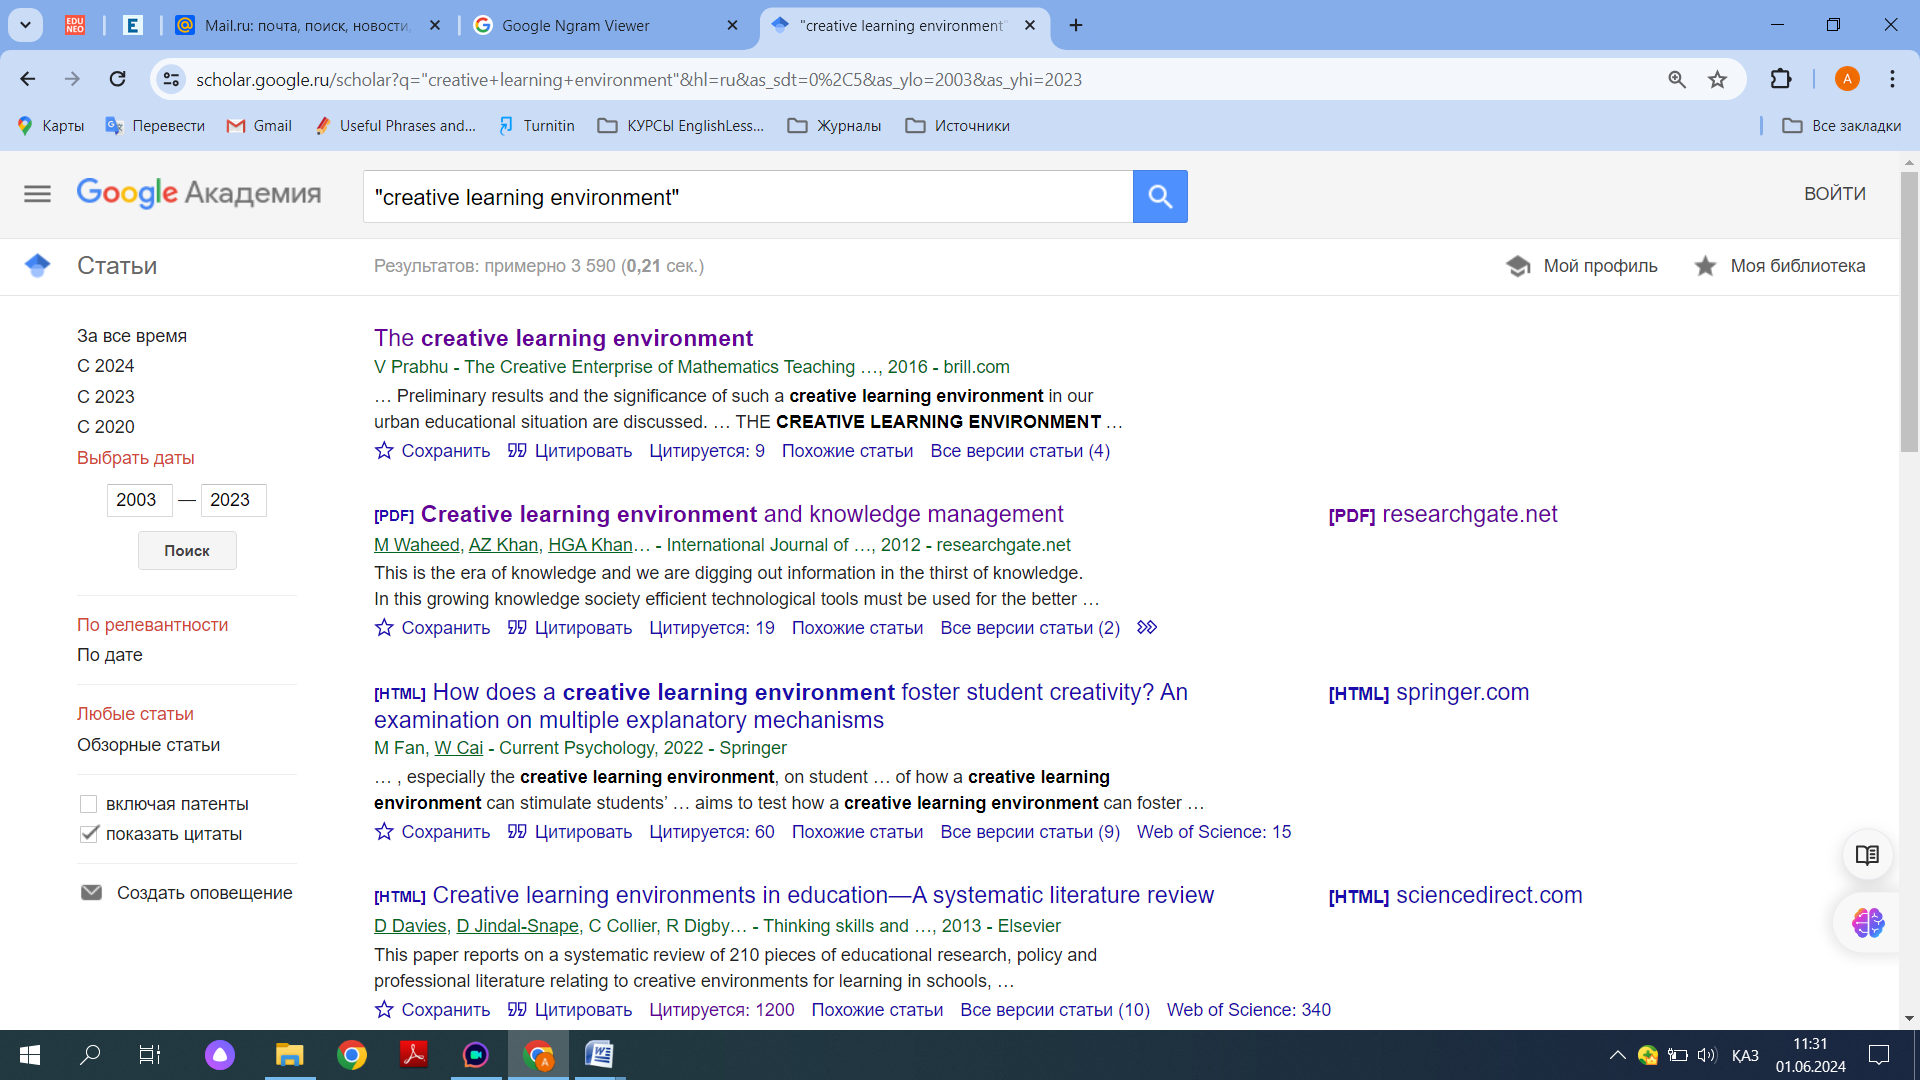 EDU NEO
E
Mail.ru: почта, поиск, новости,
Google Ngram Viewer
"creative learning environment"
scholar.google.ru/scholar?q="creative+learning+environment"&hl=ru&as_sdt=0%2C5&as_ylo=2003&as_yhi=2023
A
Карты
Перевести
Gmail
Useful Phrases and...
Turnitin
КУРСЫ EnglishLess...
Журналы
Источники
Все закладки
Google Академия
"creative learning environment"
ВОЙТИ
Статьи
Результатов: примерно 3 590 (0,21 сек.)
Мой профиль
Моя библиотека
За все время
С 2024
С 2023
С 2020
Выбрать даты
2003 — 2023
Поиск
По релевантности
По дате
Любые статьи
Обзорные статьи
включая патенты
показать цитаты
Создать оповещение
The creative learning environment
V Prabhu - The Creative Enterprise of Mathematics Teaching …, 2016 - brill.com
… Preliminary results and the significance of such a creative learning environment in our
urban educational situation are discussed. … THE CREATIVE LEARNING ENVIRONMENT …
Сохранить Цитировать Цитируется: 9 Похожие статьи Все версии статьи (4)
[PDF] Creative learning environment and knowledge management
[PDF] researchgate.net
M Waheed, AZ Khan, HGA Khan… - International Journal of …, 2012 - researchgate.net
This is the era of knowledge and we are digging out information in the thirst of knowledge.
In this growing knowledge society efficient technological tools must be used for the better …
Сохранить Цитировать Цитируется: 19 Похожие статьи Все версии статьи (2)
[HTML] How does a creative learning environment foster student creativity? An
examination on multiple explanatory mechanisms
[HTML] springer.com
M Fan, W Cai - Current Psychology, 2022 - Springer
… , especially the creative learning environment, on student … of how a creative learning
environment can stimulate students’ … aims to test how a creative learning environment can foster …
Сохранить Цитировать Цитируется: 60 Похожие статьи Все версии статьи (9) Web of Science: 15
[HTML] Creative learning environments in education—A systematic literature review
[HTML] sciencedirect.com
D Davies, D Jindal-Snape, C Collier, R Digby… - Thinking skills and …, 2013 - Elsevier
This paper reports on a systematic review of 210 pieces of educational research, policy and
professional literature relating to creative environments for learning in schools, …
Сохранить Цитировать Цитируется: 1200 Похожие статьи Все версии статьи (10) Web of Science: 340
ҚАЗ
11:31
01.06.2024